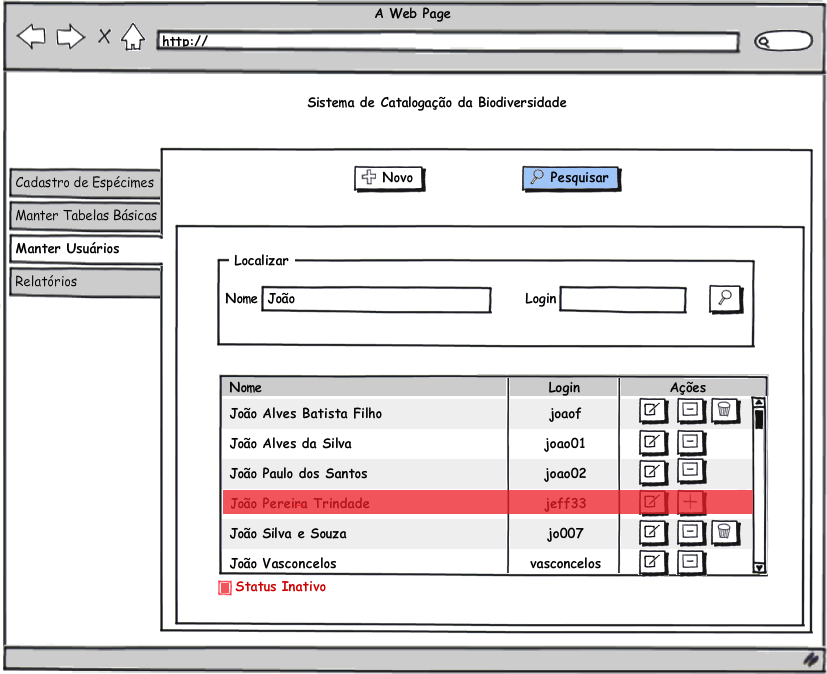 A Web Page
http://
Sistema de Catalogação da Biodiversidade
Cadastro de Espécimes
Manter Tabelas Básicas
Manter Usuários
Relatórios
Novo
Pesquisar
Localizar
Nome João Login
Nome Login Ações
João Alves Batista Filho joaof
João Alves da Silva joao01
João Paulo dos Santos joao02
João Pereira Trindade jeff33
João Silva e Souza jo007
João Vasconcelos vasconcelos
Status Inativo